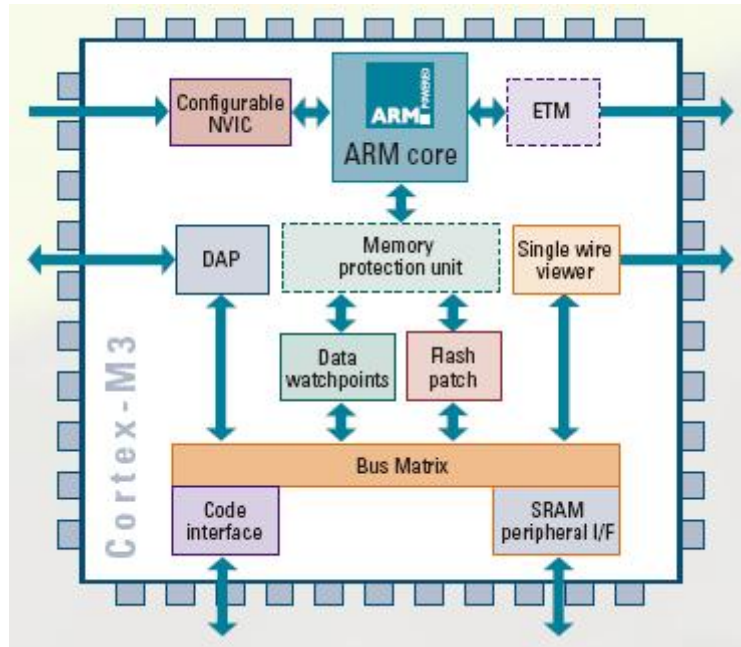 ARM POWERED
Configurable
NVIC
ARM core
ETM
DAP
Memory
protection unit
Single wire
viewer
Data
watchpoints
Flash
patch
Cortex-M3
Bus Matrix
Code
interface
SRAM
peripheral I/F